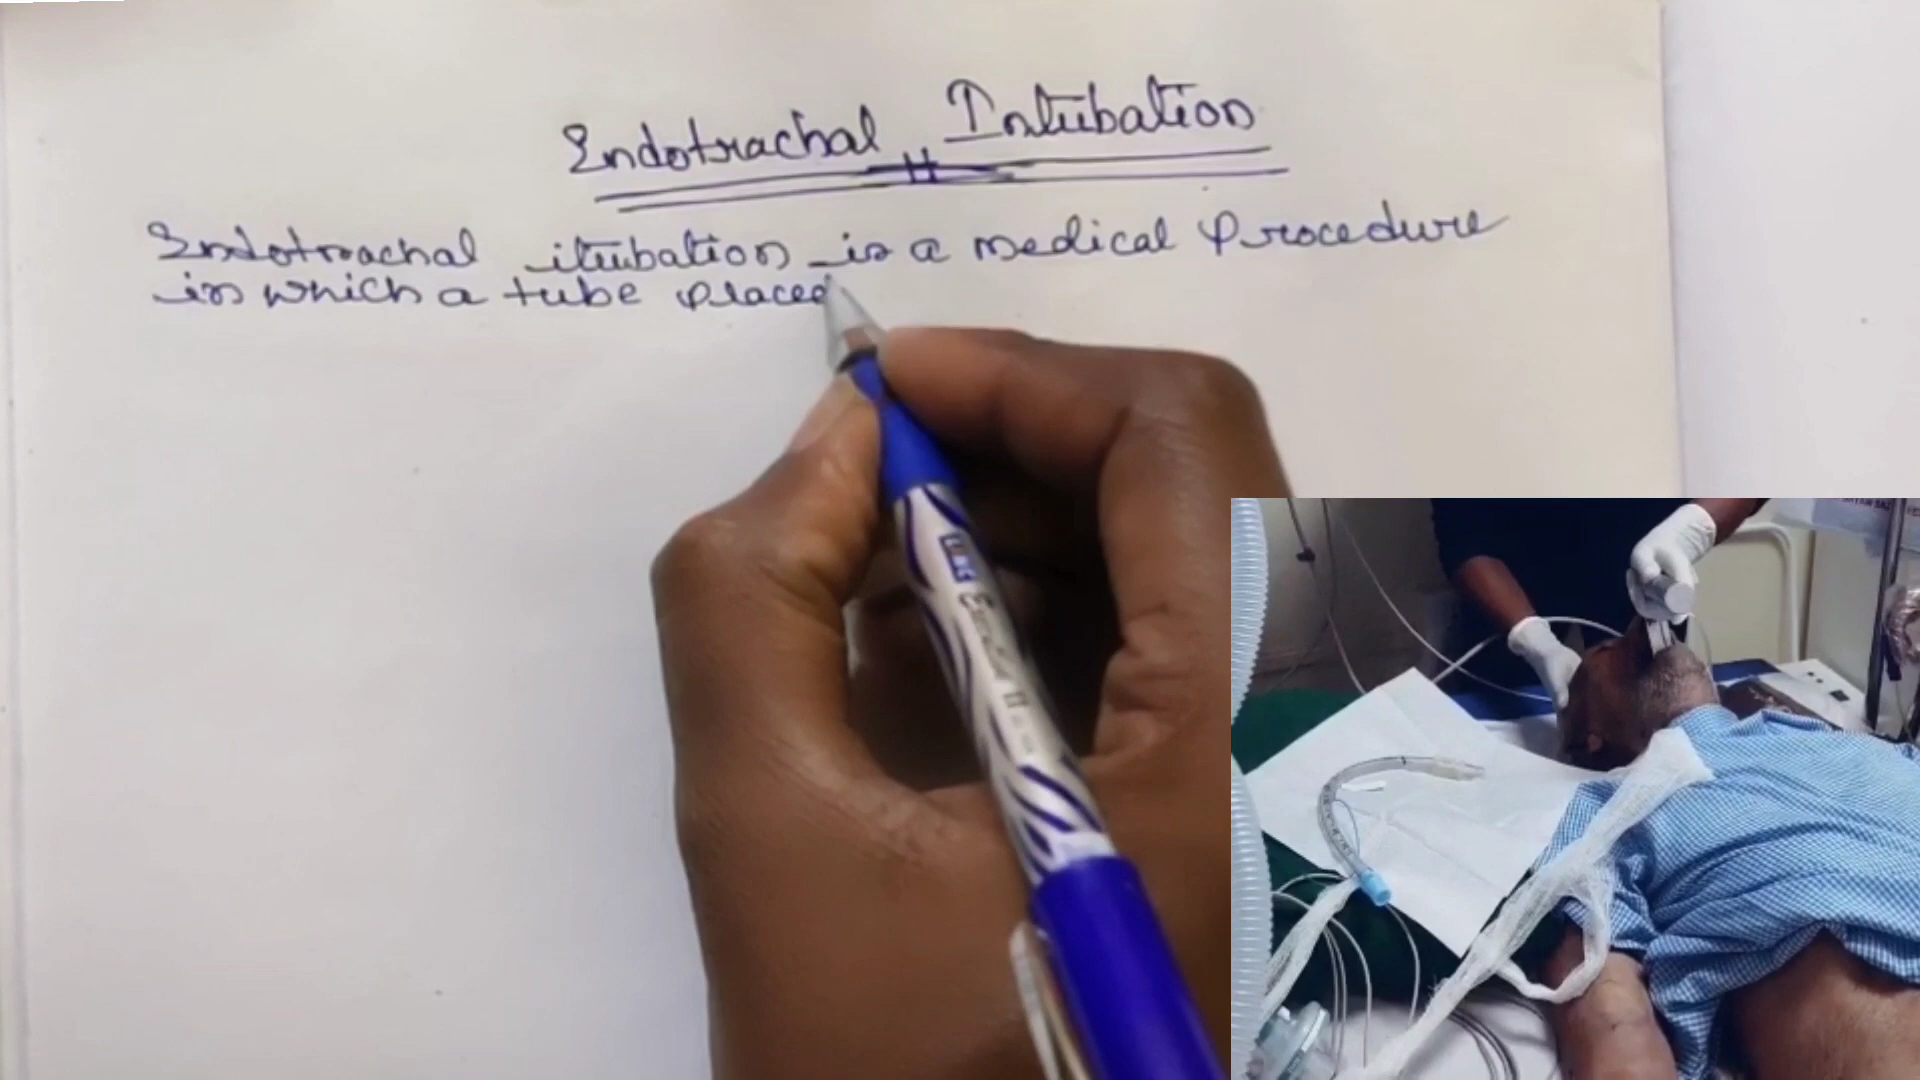 Endotrachal Intubation
Endotrachal itubation is a medical Procedure
in which a tube placed